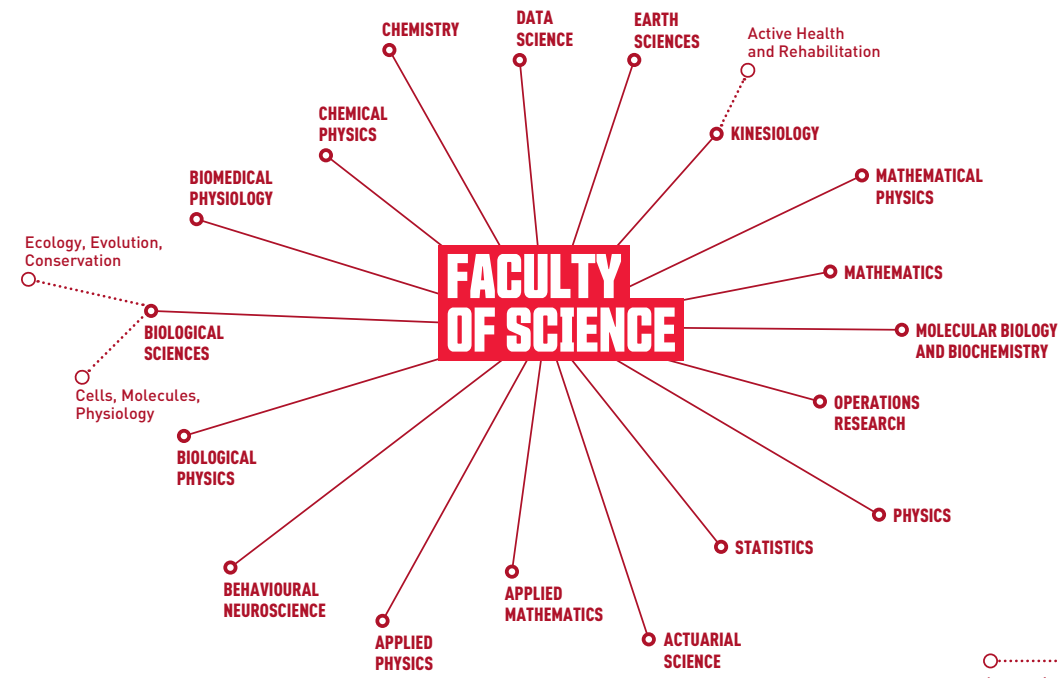 CHEMISTRY
DATA
SCIENCE
EARTH
SCIENCES
Active Health
and Rehabilitation
KINESIOLOGY
CHEMICAL
PHYSICS
BIOMEDICAL
PHYSIOLOGY
MATHEMATICAL
PHYSICS
Ecology, Evolution,
Conservation
FACULTY
OF SCIENCE
MATHEMATICS
BIOLOGICAL
SCIENCES
MOLECULAR BIOLOGY
AND BIOCHEMISTRY
Cells, Molecules,
Physiology
OPERATIONS
RESEARCH
BIOLOGICAL
PHYSICS
PHYSICS
STATISTICS
BEHAVIOURAL
NEUROSCIENCE
APPLIED
MATHEMATICS
APPLIED
PHYSICS
ACTUARIAL
SCIENCE